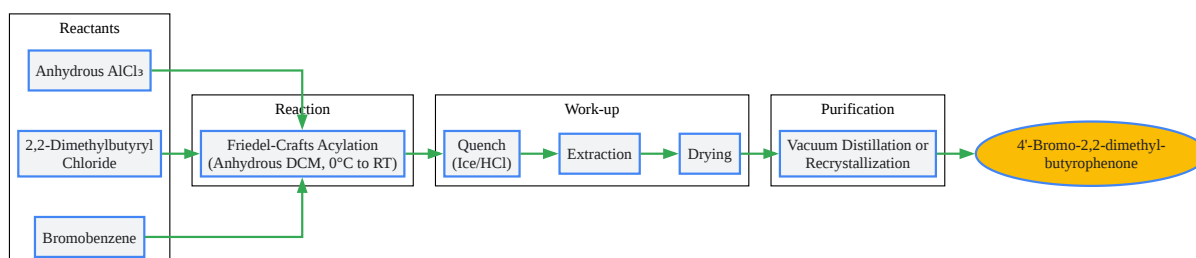 Reactants
Anhydrous AlCl₃
2,2-Dimethylbutyryl
Chloride
Bromobenzene
Reaction
Friedel-Crafts Acylation
(Anhydrous DCM, 0°C to RT)
Work-up
Quench
(Ice/HCl)
Extraction
Drying
Purification
Vacuum Distillation or
Recrystallization
4'-Bromo-2,2-dimethyl-
butyrophenone